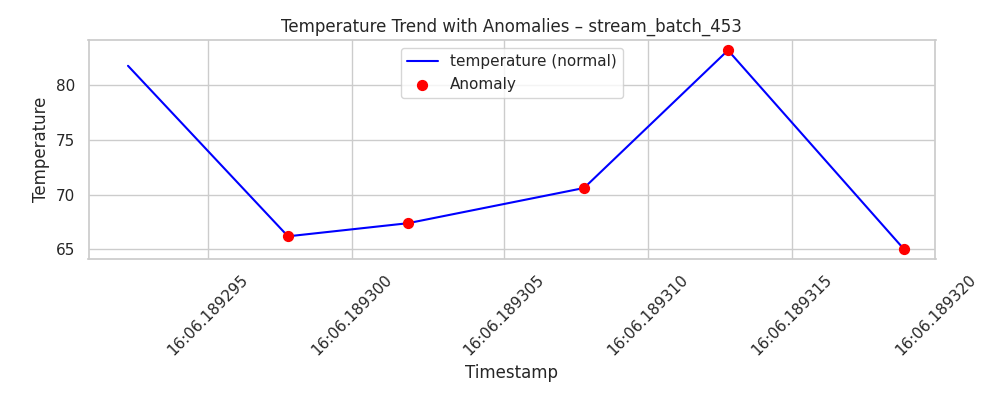 Temperature Trend with Anomalies – stream_batch_453
temperature (normal)
Anomaly
Temperature
80
75
70
65
16:06.189295
16:06.189300
16:06.189305
16:06.189310
16:06.189315
16:06.189320
Timestamp